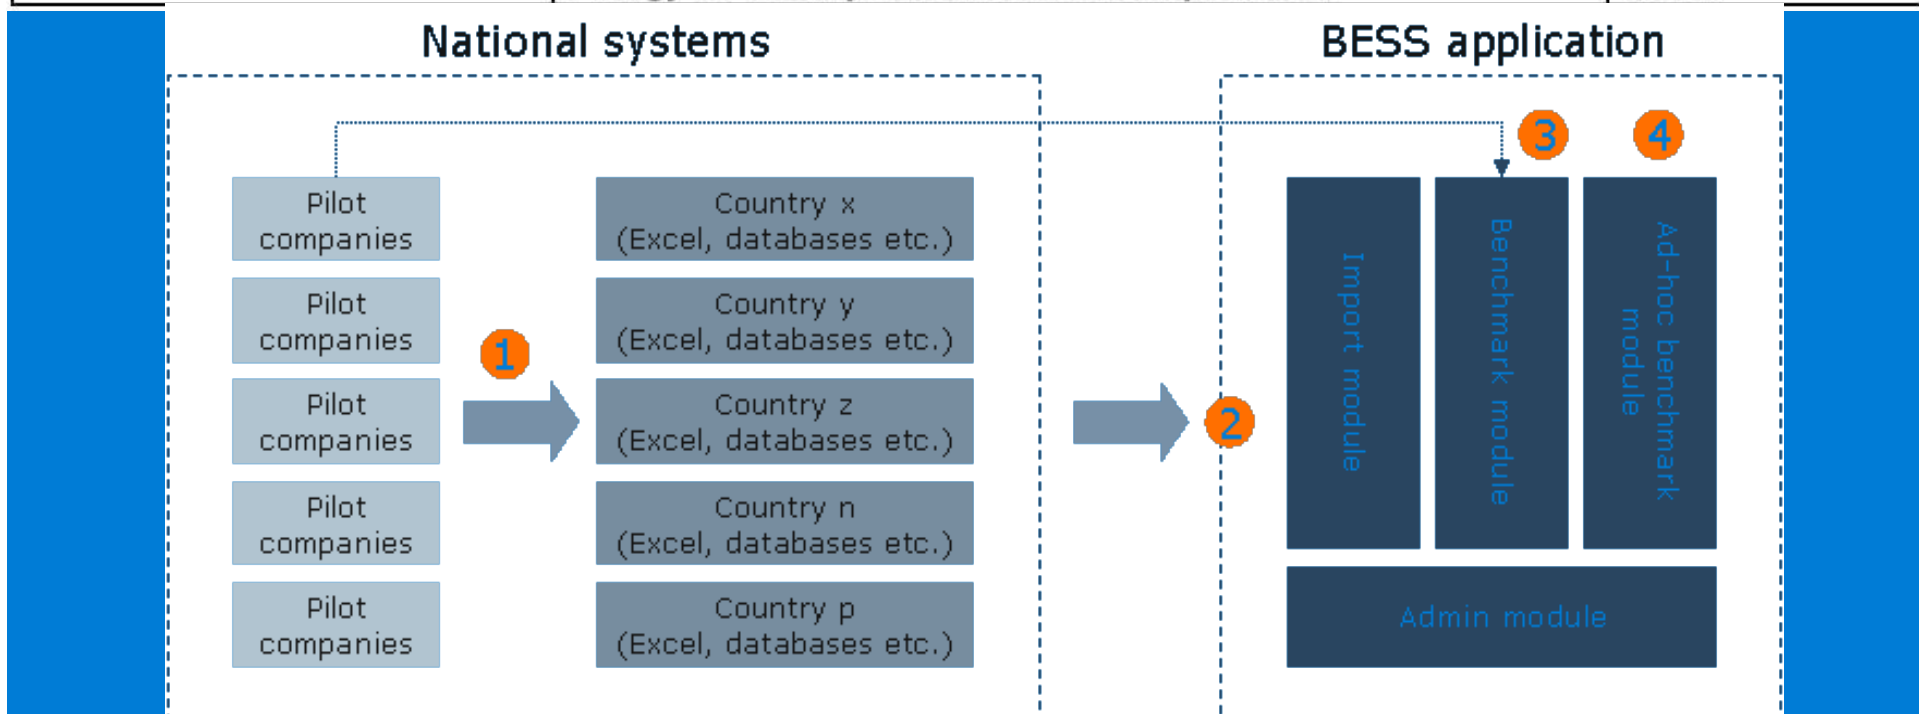 National systems
BESS application
3
4
Pilot
companies
Country x
(Excel, databases etc.)
Pilot
companies
Country y
(Excel, databases etc.)
1
Pilot
companies
Country z
(Excel, databases etc.)
2
Pilot
companies
Country n
(Excel, databases etc.)
Pilot
companies
Country p
(Excel, databases etc.)
Import module
Benchmark module
Ad-hoc benchmark
module
Admin module